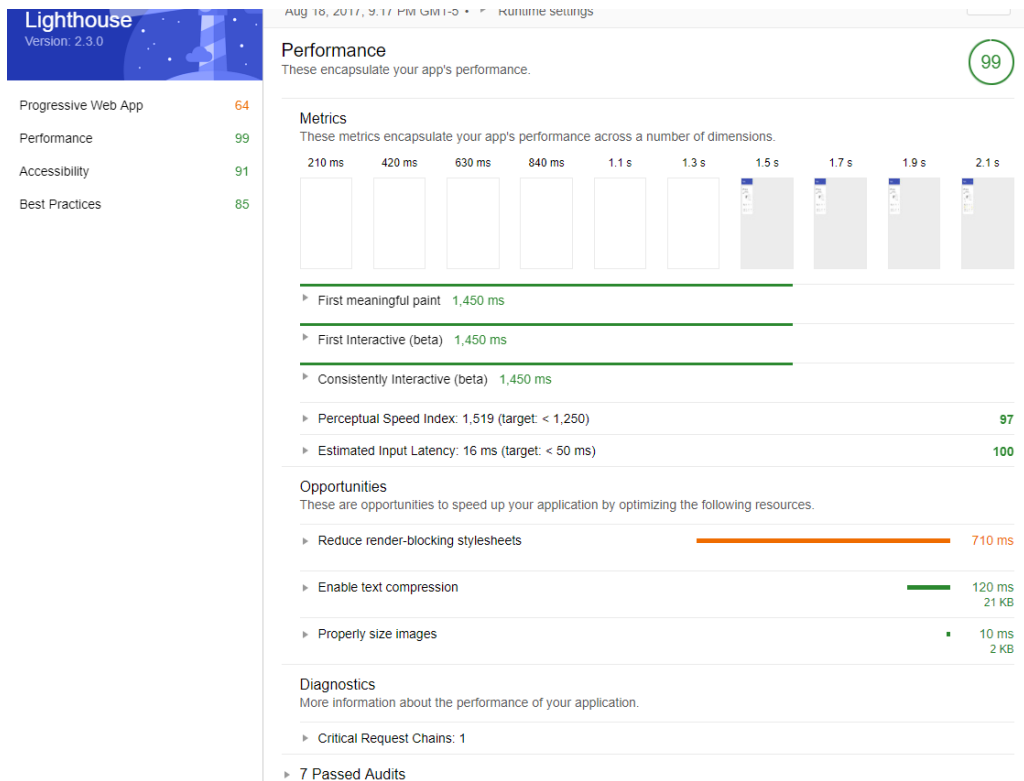 Lighthouse
Version: 2.3.0
Aug 18, 2017, 9:17 PM GMT-5 • Runtime settings
Progressive Web App 64
Performance 99
Accessibility 91
Best Practices 85
Performance
These encapsulate your app's performance.
99
Metrics
These metrics encapsulate your app's performance across a number of dimensions.
210 ms 420 ms 630 ms 840 ms 1.1 s 1.3 s 1.5 s 1.7 s 1.9 s 2.1 s
First meaningful paint 1,450 ms
First Interactive (beta) 1,450 ms
Consistently Interactive (beta) 1,450 ms
Perceptual Speed Index: 1,519 (target: < 1,250) 97
Estimated Input Latency: 16 ms (target: < 50 ms) 100
Opportunities
These are opportunities to speed up your application by optimizing the following resources.
Reduce render-blocking stylesheets 710 ms
Enable text compression 120 ms
21 KB
Properly size images 10 ms
2 KB
Diagnostics
More information about the performance of your application.
Critical Request Chains: 1
7 Passed Audits